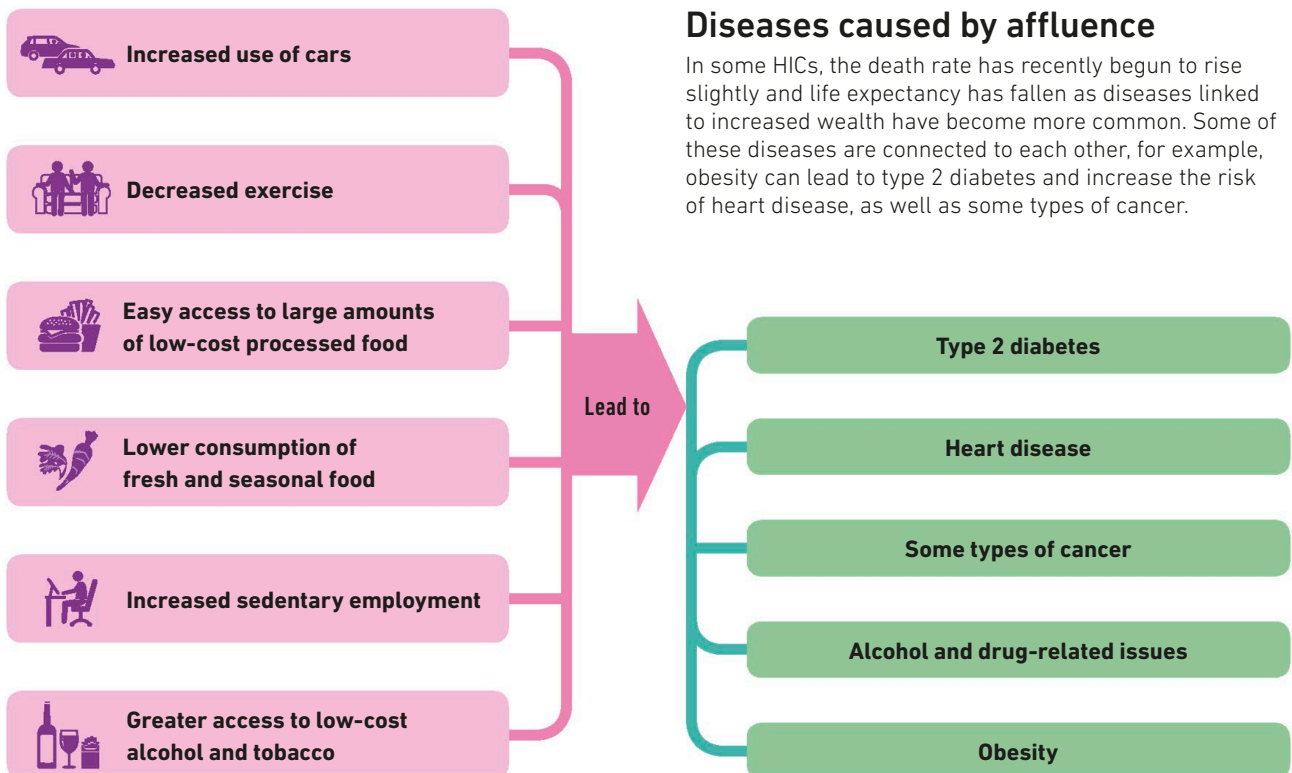 Diseases caused by affluence
In some HICs, the death rate has recently begun to rise
slightly and life expectancy has fallen as diseases linked
to increased wealth have become more common. Some of
these diseases are connected to each other, for example,
obesity can lead to type 2 diabetes and increase the risk
of heart disease, as well as some types of cancer.
Increased use of cars
Decreased exercise
Easy access to large amounts
of low-cost processed food
Lower consumption of
fresh and seasonal food
Increased sedentary employment
Greater access to low-cost
alcohol and tobacco
Lead to
Type 2 diabetes
Heart disease
Some types of cancer
Alcohol and drug-related issues
Obesity